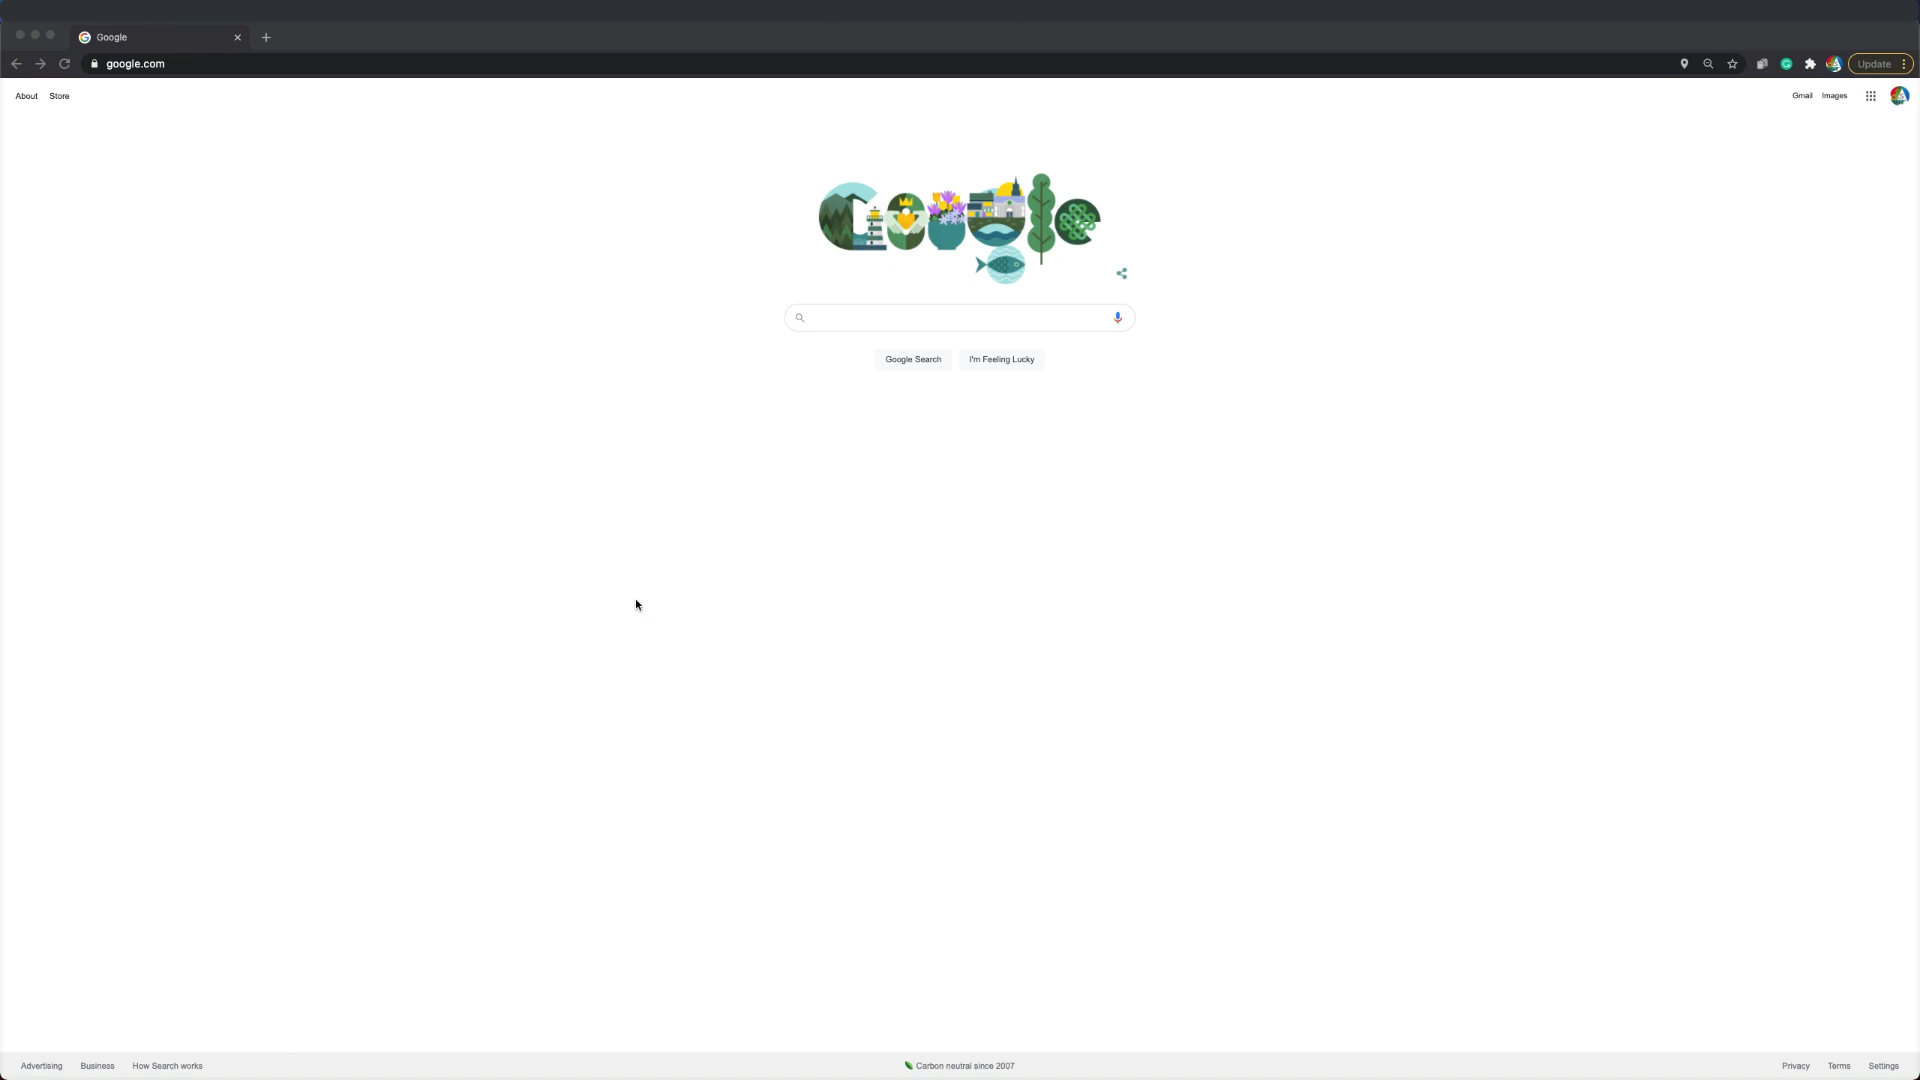 Google
google.com
Update
About Store
Gmail Images
Google Search I'm Feeling Lucky
Advertising Business How Search works
Carbon neutral since 2007
Privacy Terms Settings